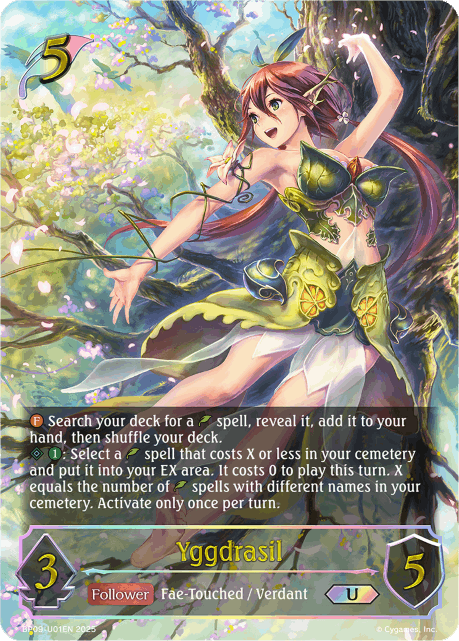 5
Search your deck for a spell, reveal it, add it to your
hand, then shuffle your deck.
1: Select a spell that costs X or less in your cemetery
and put it into your EX area. It costs 0 to play this turn. X
equals the number of spells with different names in your
cemetery. Activate only once per turn.
Yggdrasil
3
5
Follower Fae-Touched / Verdant U
BP09-U01EN 2025 © Cygames, Inc.